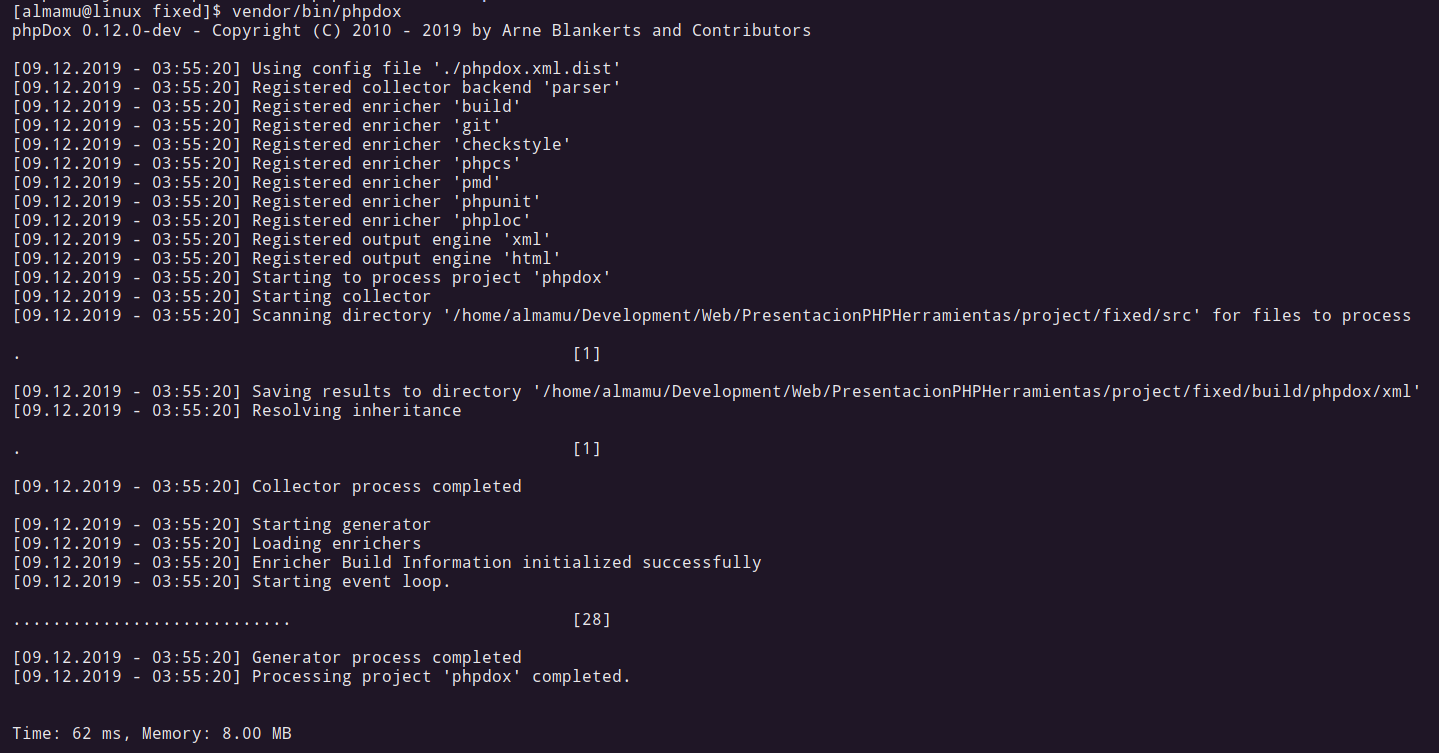 [almamu@linux fixed]$ vendor/bin/phpdox
phpDox 0.12.0-dev - Copyright (C) 2010 - 2019 by Arne Blankerts and Contributors
[09.12.2019 - 03:55:20] Using config file './phpdox.xml.dist'
[09.12.2019 - 03:55:20] Registered collector backend 'parser'
[09.12.2019 - 03:55:20] Registered enricher 'build'
[09.12.2019 - 03:55:20] Registered enricher 'git'
[09.12.2019 - 03:55:20] Registered enricher 'checkstyle'
[09.12.2019 - 03:55:20] Registered enricher 'phpcs'
[09.12.2019 - 03:55:20] Registered enricher 'pmd'
[09.12.2019 - 03:55:20] Registered enricher 'phpunit'
[09.12.2019 - 03:55:20] Registered enricher 'phploc'
[09.12.2019 - 03:55:20] Registered output engine 'xml'
[09.12.2019 - 03:55:20] Registered output engine 'html'
[09.12.2019 - 03:55:20] Starting to process project 'phpdox'
[09.12.2019 - 03:55:20] Starting collector
[09.12.2019 - 03:55:20] Scanning directory '/home/almamu/Development/Web/PresentacionPHPHerramientas/project/fixed/src' for files to process
. [1]
[09.12.2019 - 03:55:20] Saving results to directory '/home/almamu/Development/Web/PresentacionPHPHerramientas/project/fixed/build/phpdox/xml'
[09.12.2019 - 03:55:20] Resolving inheritance
. [1]
[09.12.2019 - 03:55:20] Collector process completed
[09.12.2019 - 03:55:20] Starting generator
[09.12.2019 - 03:55:20] Loading enrichers
[09.12.2019 - 03:55:20] Enricher Build Information initialized successfully
[09.12.2019 - 03:55:20] Starting event loop.
............................ [28]
[09.12.2019 - 03:55:20] Generator process completed
[09.12.2019 - 03:55:20] Processing project 'phpdox' completed.
Time: 62 ms, Memory: 8.00 MB